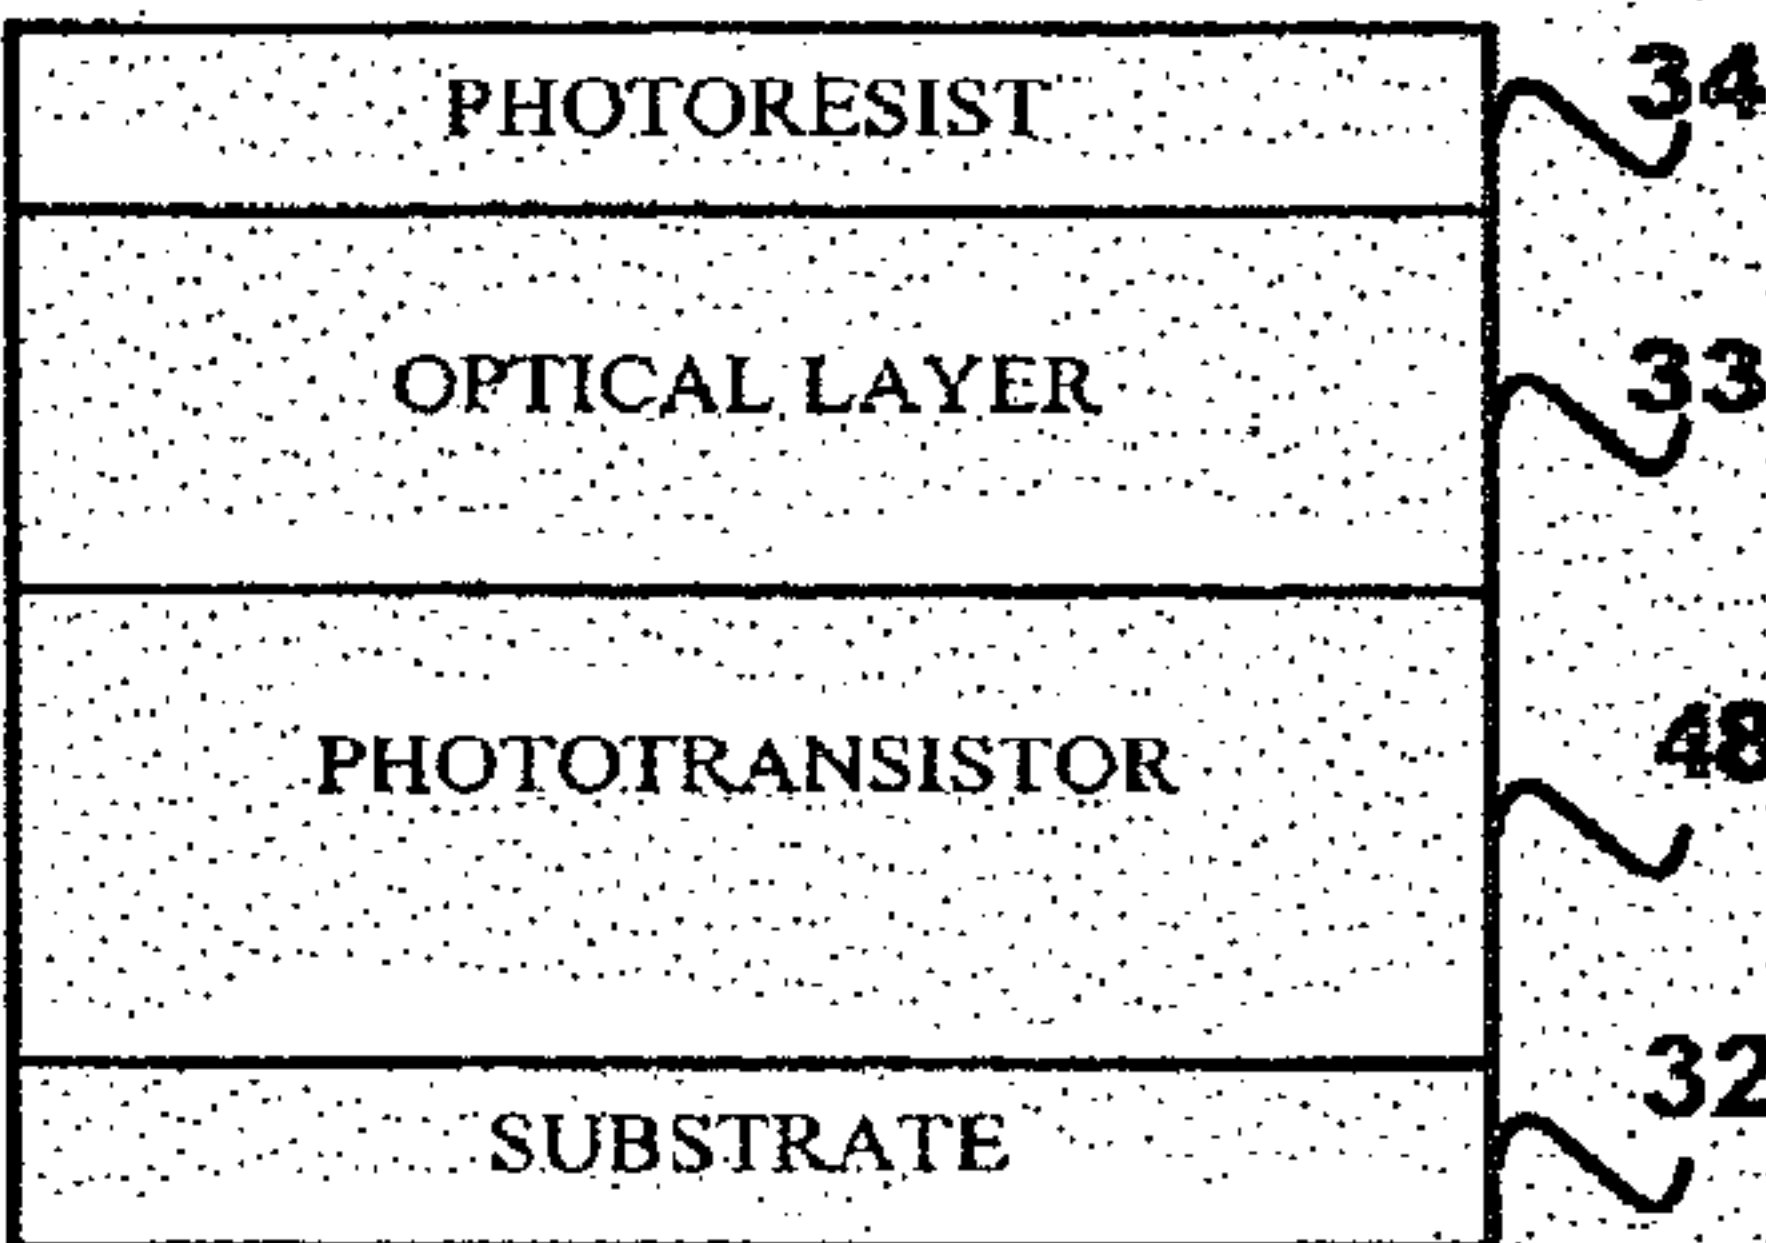 PHOTORESIST 34
OPTICAL LAYER 33
PHOTOTRANSISTOR 48
SUBSTRATE 32